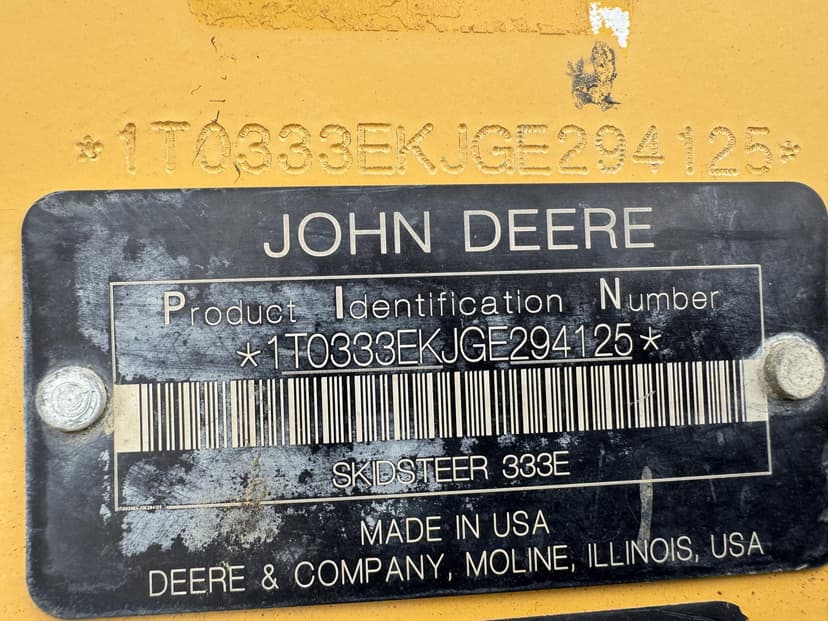 *1T0333EKJGE294125*
JOHN DEERE
Product Identification Number
*1T0333EKJGE294125*
SKIDSTEER 333E
MADE IN USA
DEERE & COMPANY, MOLINE, ILLINOIS, USA